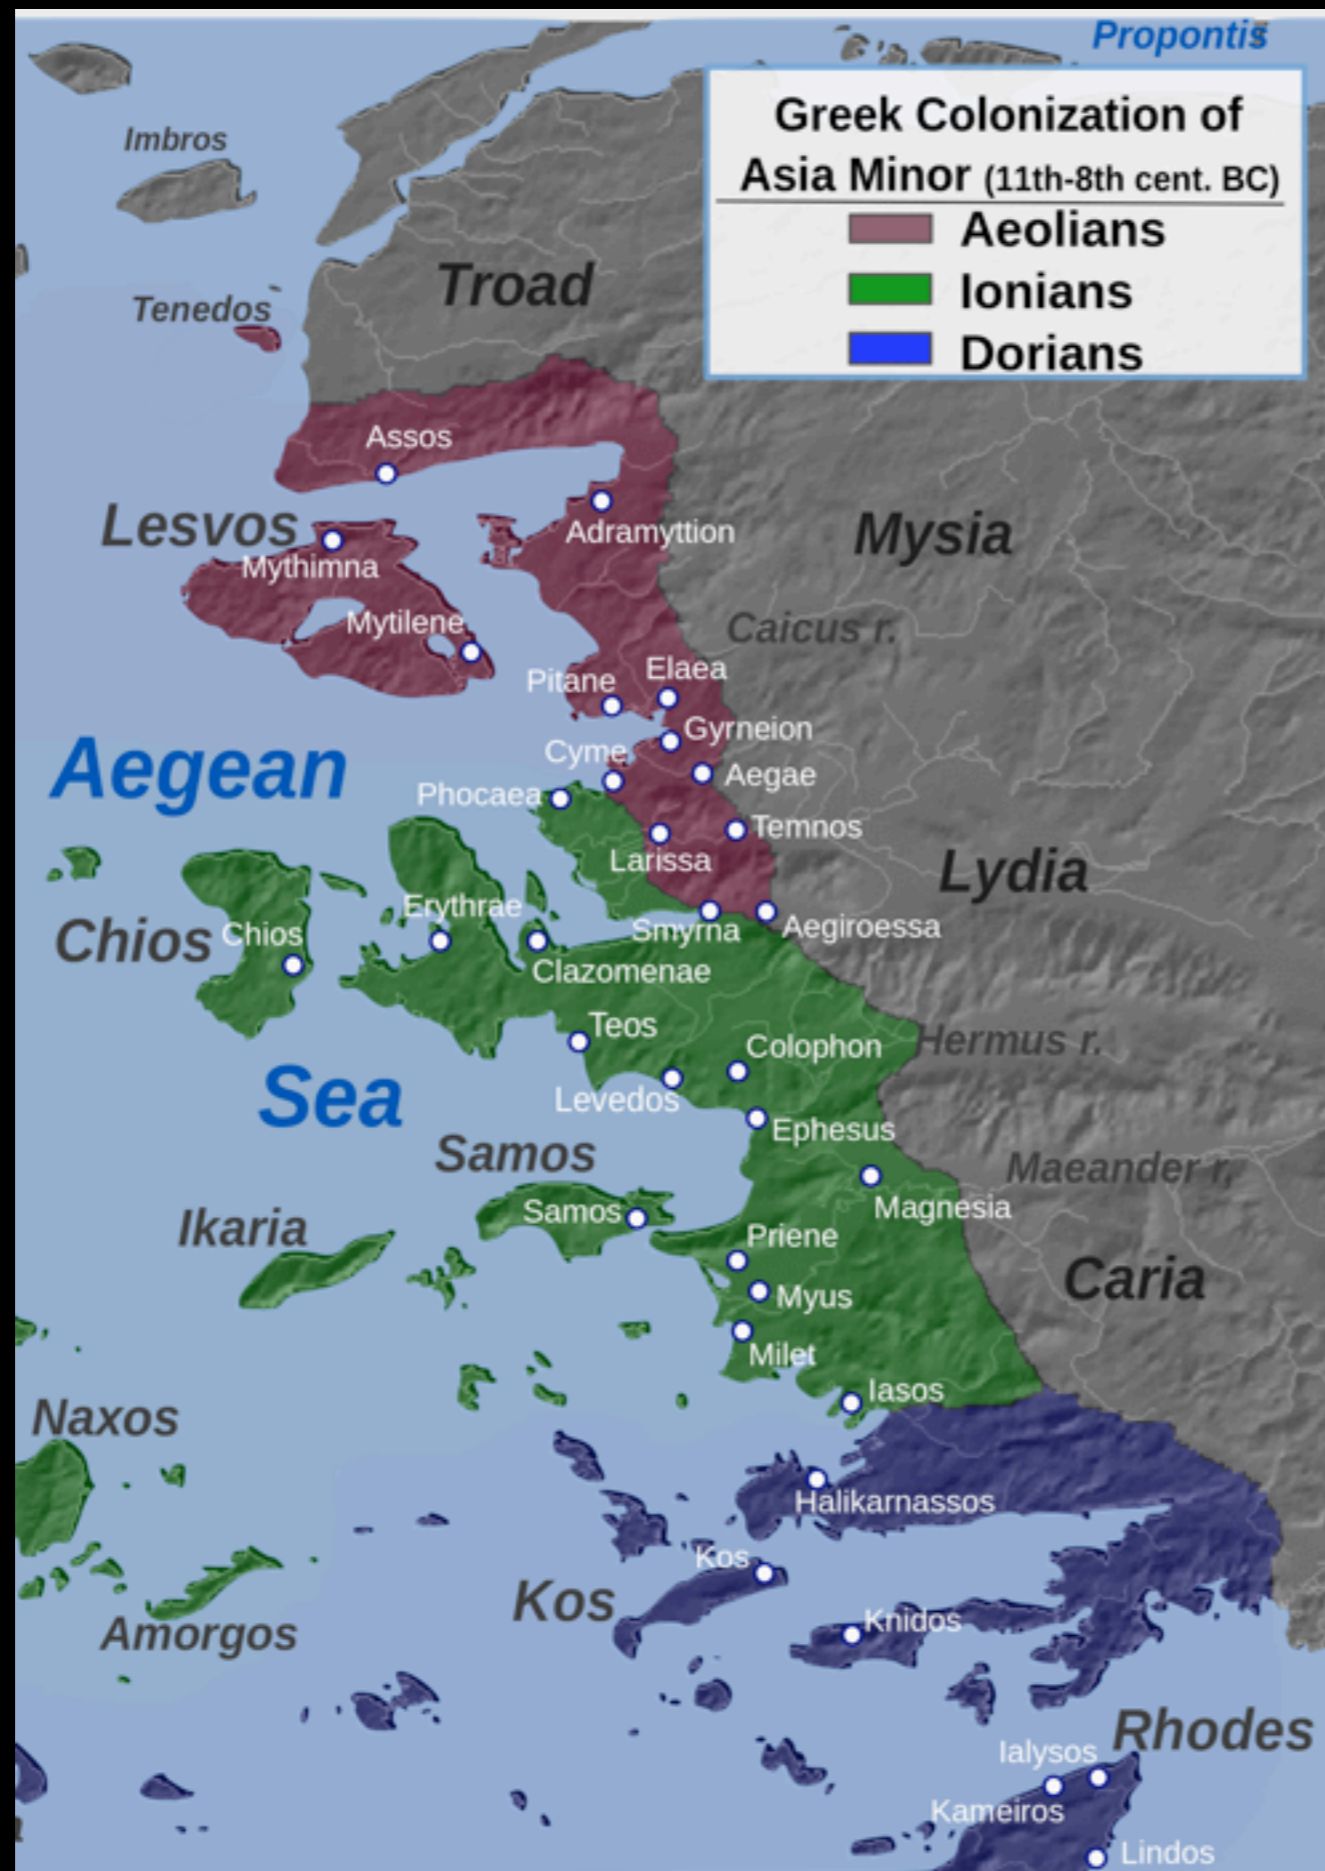 Propontis
Greek Colonization of
Asia Minor (11th-8th cent. BC)
Aeolians
Ionians
Dorians
Imbros
Troad
Tenedos
Assos
Lesvos
Mythimna
Adramyttion
Mysia
Mytilene
Caicus r.
Elaea
Pitane
Gyrneion
Cyme
Aegean
Aegae
Phocaea
Temnos
Larissa
Lydia
Erythrae
Chios
Chios
Smyrna
Aegiroessa
Clazomenae
Teos
Colophon
Hermus r.
Sea
Levedos
Ephesus
Samos
Maeander r,
Magnesia
Samos
Ikaria
Priene
Caria
Myus
Milet
Iasos
Naxos
Halikarnassos
Kos
Kos
Knidos
Amorgos
Rhodes
Ialysos
Kameiros
Lindos